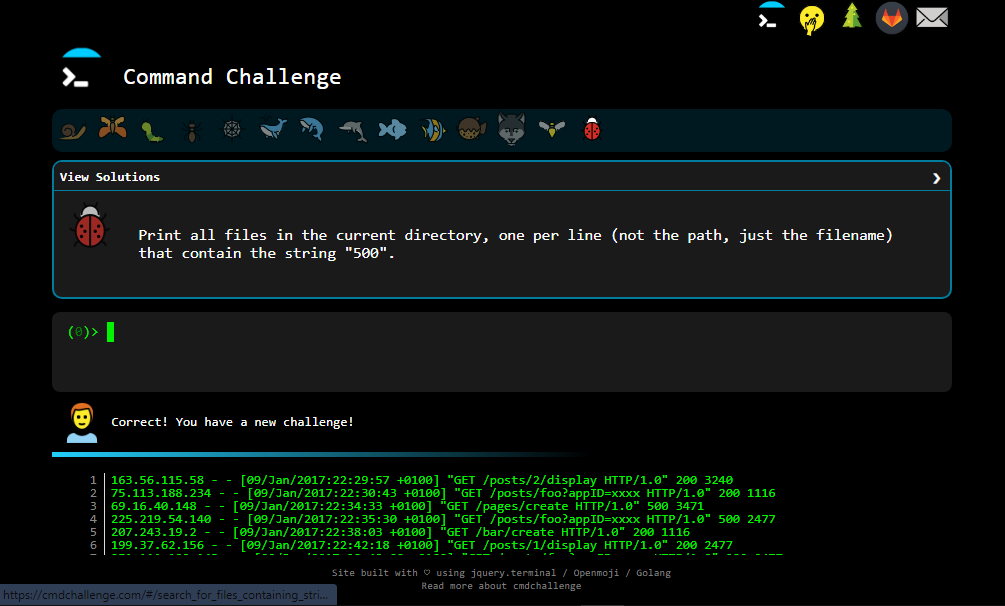 Command Challenge
View Solutions
Print all files in the current directory, one per line (not the path, just the filename)
that contain the string "500".
(0)>
Correct! You have a new challenge!
1 163.56.115.58 - - [09/Jan/2017:22:29:57 +0100] "GET /posts/2/display HTTP/1.0" 200 3240
2 75.113.188.234 - - [09/Jan/2017:22:30:43 +0100] "GET /posts/foo?appID=xxxx HTTP/1.0" 200 1116
3 69.16.40.148 - - [09/Jan/2017:22:34:33 +0100] "GET /pages/create HTTP/1.0" 500 3471
4 225.219.54.140 - - [09/Jan/2017:22:35:30 +0100] "GET /posts/foo?appID=xxxx HTTP/1.0" 500 2477
5 207.243.19.2 - - [09/Jan/2017:22:38:03 +0100] "GET /bar/create HTTP/1.0" 200 1116
6 199.37.62.156 - - [09/Jan/2017:22:42:18 +0100] "GET /posts/1/display HTTP/1.0" 200 2477
Site built with ♡ using jquery.terminal / Openmoji / Golang
Read more about cmdchallenge
https://cmdchallenge.com/#/search_for_files_containing_stri...